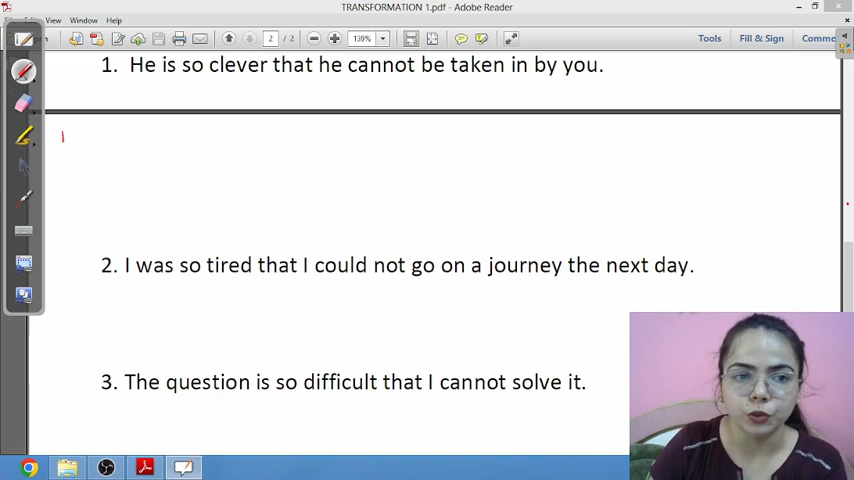 TRANSFORMATION 1.pdf - Adobe Reader
Edit View Window Help
2 / 2 139% Tools Fill & Sign Comme
1. He is so clever that he cannot be taken in by you.
2. I was so tired that I could not go on a journey the next day.
3. The question is so difficult that I cannot solve it.